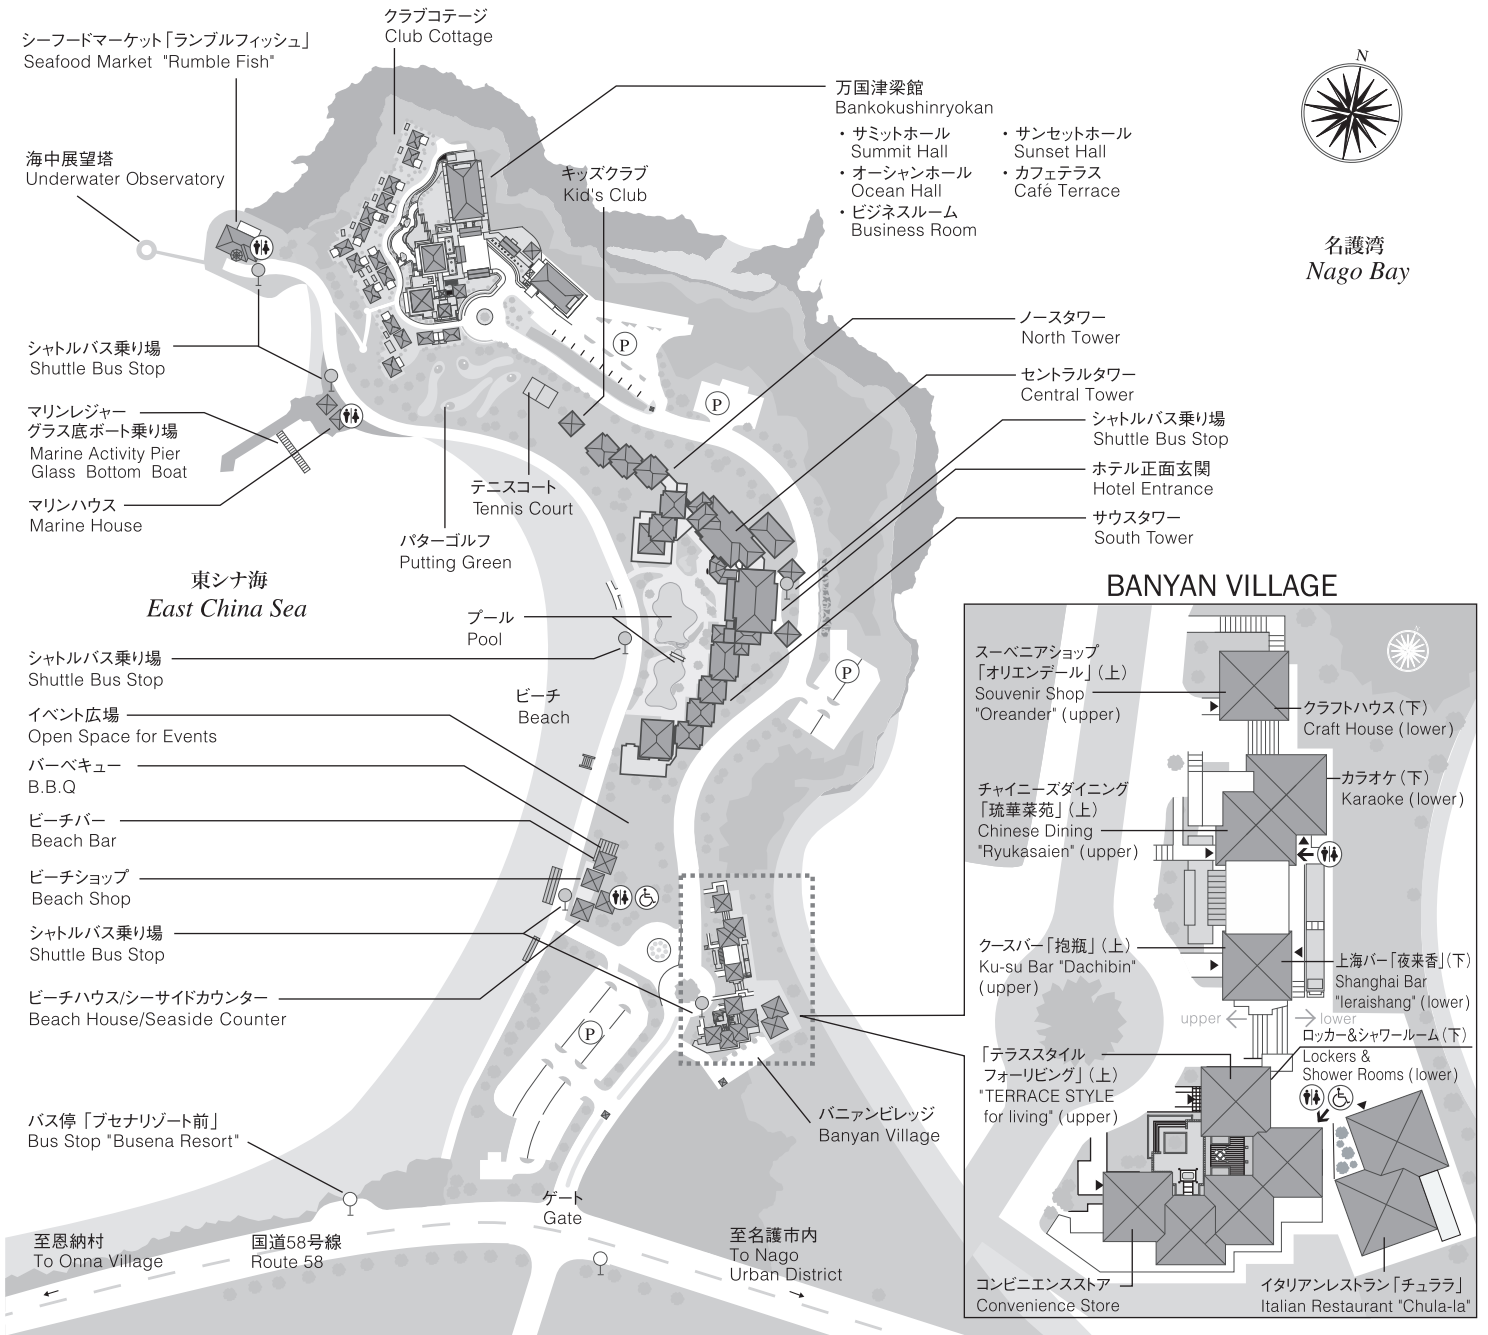 クラブコテージ
Club Cottage
シーフードマーケット「ランブルフィッシュ」
Seafood Market "Rumble Fish"
万国津梁館
Bankokushinryokan
・サミットホール
Summit Hall
・サンセットホール
Sunset Hall
・オーシャンホール
Ocean Hall
・カフェテラス
Café Terrace
・ビジネスルーム
Business Room
N
海中展望塔
Underwater Observatory
キッズクラブ
Kid's Club
名護湾
Nago Bay
シャトルバス乗り場
Shuttle Bus Stop
P
P
ノースタワー
North Tower
セントラルタワー
Central Tower
マリンレジャー
グラス底ボート乗り場
Marine Activity Pier
Glass Bottom Boat
シャトルバス乗り場
Shuttle Bus Stop
ホテル正面玄関
Hotel Entrance
マリンハウス
Marine House
テニスコート
Tennis Court
サウスタワー
South Tower
パターゴルフ
Putting Green
東シナ海
East China Sea
プール
Pool
シャトルバス乗り場
Shuttle Bus Stop
P
ビーチ
Beach
イベント広場
Open Space for Events
バーベキュー
B.B.Q
ビーチバー
Beach Bar
ビーチショップ
Beach Shop
シャトルバス乗り場
Shuttle Bus Stop
ビーチハウス/シーサイドカウンター
Beach House/Seaside Counter
P
バス停「ブセナリゾート前」
Bus Stop "Busena Resort"
バニァンビレッジ
Banyan Village
ゲート
Gate
至恩納村
To Onna Village
国道58号線
Route 58
至名護市内
To Nago
Urban District
BANYAN VILLAGE
N
スーベニアショップ
「オリエンデール」(上)
Souvenir Shop
"Oreander" (upper)
クラフトハウス(下)
Craft House (lower)
チャイニーズダイニング
「琉華菜苑」(上)
Chinese Dining
"Ryukasaien" (upper)
カラオケ(下)
Karaoke (lower)
クースバー「抱瓶」(上)
Ku-su Bar "Dachibin"
(upper)
上海バー「夜来香」(下)
Shanghai Bar
"Ieraishang" (lower)
upper
lower
ロッカー&シャワールーム(下)
Lockers &
Shower Rooms (lower)
「テラススタイル
フォーリビング」(上)
"TERRACE STYLE
for living" (upper)
コンビニエンスストア
Convenience Store
イタリアンレストラン「チュララ」
Italian Restaurant "Chula-la"